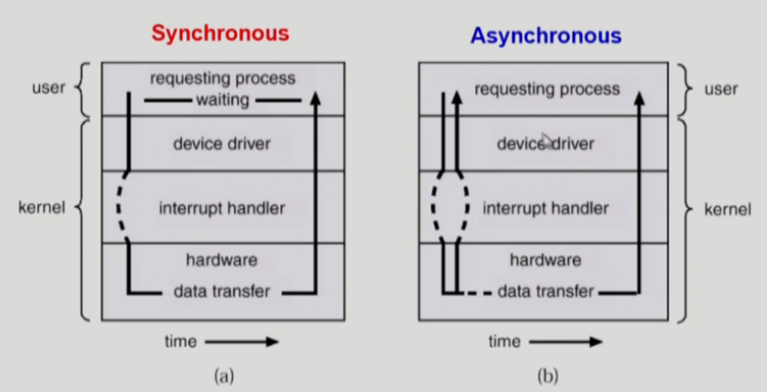 Synchronous
user
requesting process
waiting
device driver
kernel
interrupt handler
hardware
data transfer
time
(a)
Asynchronous
requesting process
user
device driver
interrupt handler
kernel
hardware
data transfer
time
(b)